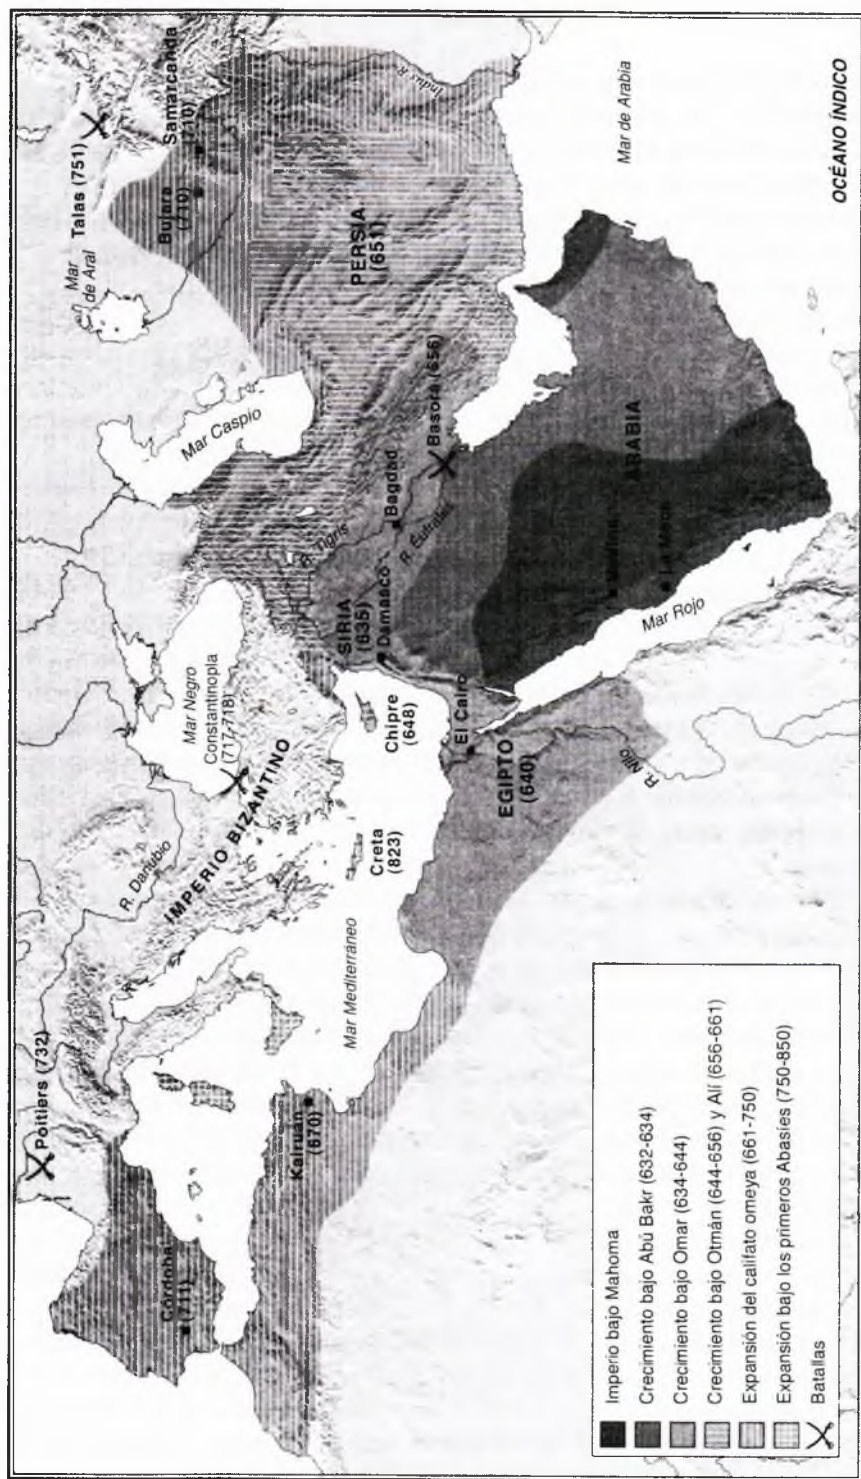 Poitiers (732)
Córdoba
(711)
Kairuán
(670)
Mar Mediterráneo
R. Danubio
IMPERIO BIZANTINO
Mar Negro
Constantinopla
(717-718)
Creta
(823)
Chipre
(648)
EGIPTO
(640)
El Cairo
R. Nilo
Mar Rojo
SIRIA
(635)
Damasco
R. Tigris
R. Éufrates
Bagdad
Basora (656)
Medina
La Meca
ARABIA
Mar Caspio
Mar
de Aral
Talas (751)
Bujara
(710)
Samarcanda
(710)
PERSIA
(651)
Indus R.
Mar de Arabia
OCÉANO ÍNDICO
Imperio bajo Mahoma
Crecimiento bajo Abú Bakr (632-634)
Crecimiento bajo Omar (634-644)
Crecimiento bajo Otmán (644-656) y Alí (656-661)
Expansión del califato omeya (661-750)
Expansión bajo los primeros Abasíes (750-850)
Batallas